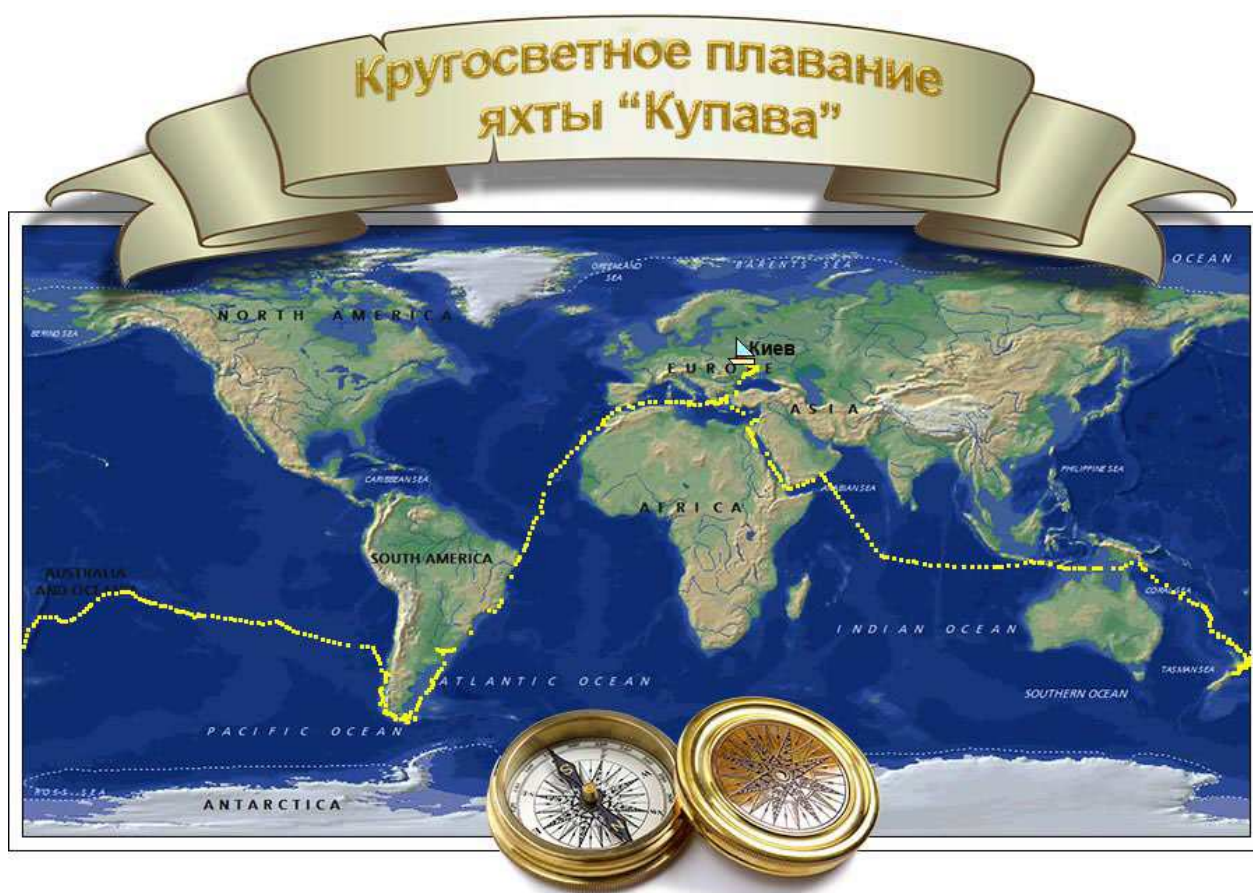 Кругосветное плавание
яхты “Купава”
GREENLAND
SEA
BARENTS SEA
OCEAN
BERING SEA
NORTH AMERICA
Киев
EUROPE
ASIA
PHILIPPINE SEA
CARIBBEAN SEA
ARABIAN SEA
AFRICA
SOUTH AMERICA
AUSTRALIA
CORAL SEA
INDIAN OCEAN
TASMAN SEA
ATLANTIC OCEAN
SOUTHERN OCEAN
PACIFIC OCEAN
ROSS SEA
ANTARCTICA